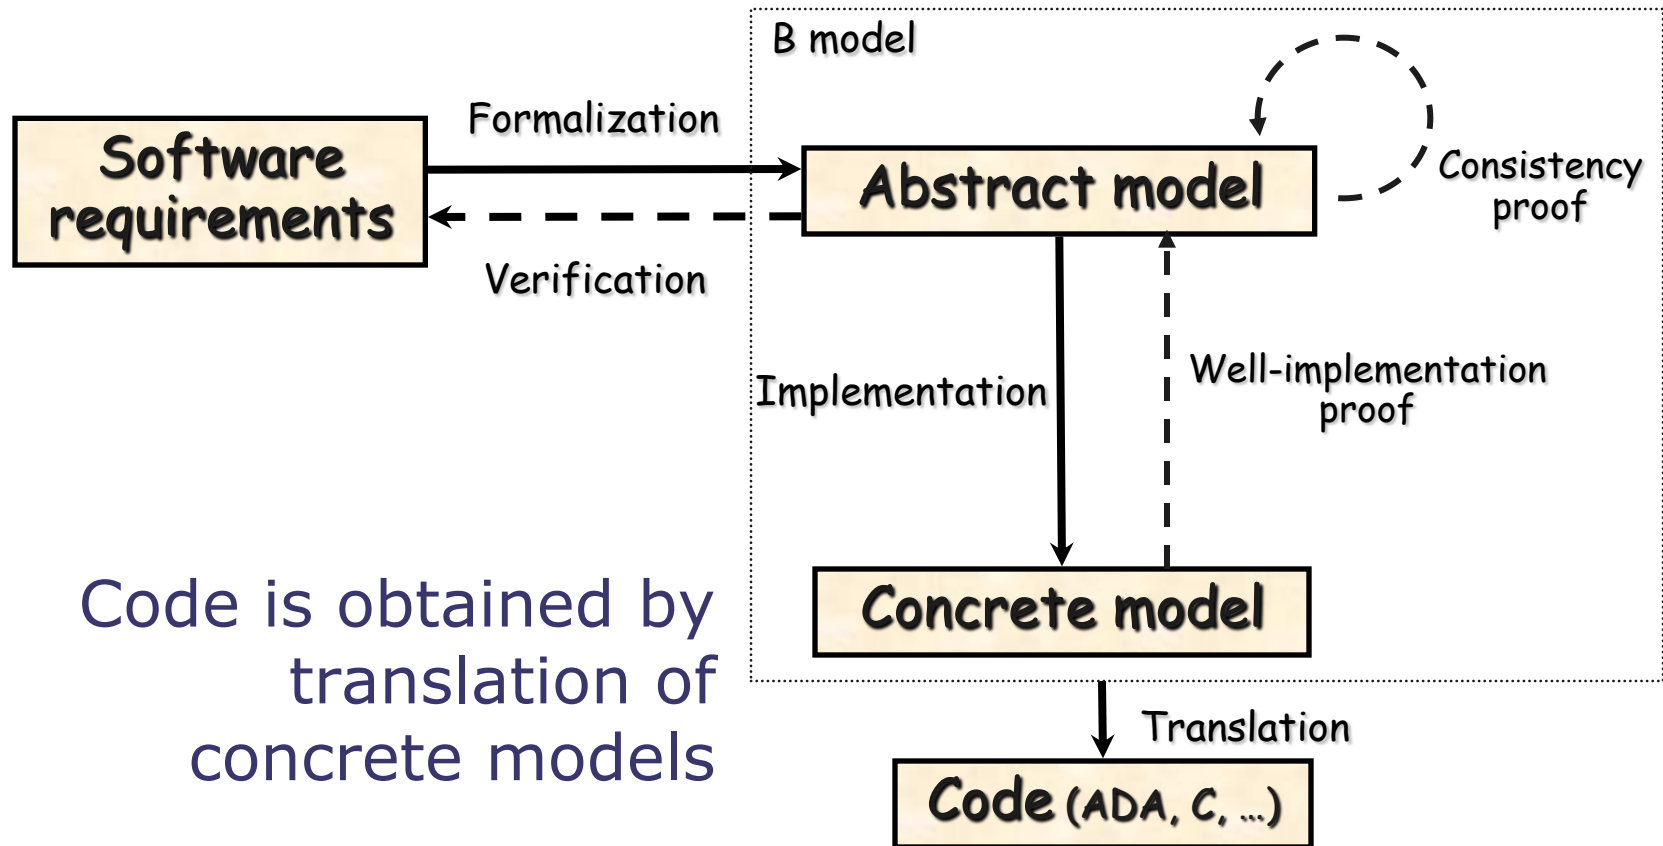 B model
Formalization
Software
requirements
Abstract model
Consistency
proof
Verification
Implementation
Well-implementation
proof
Code is obtained by
translation of
concrete models
Concrete model
Translation
Code (ADA, C, ...)